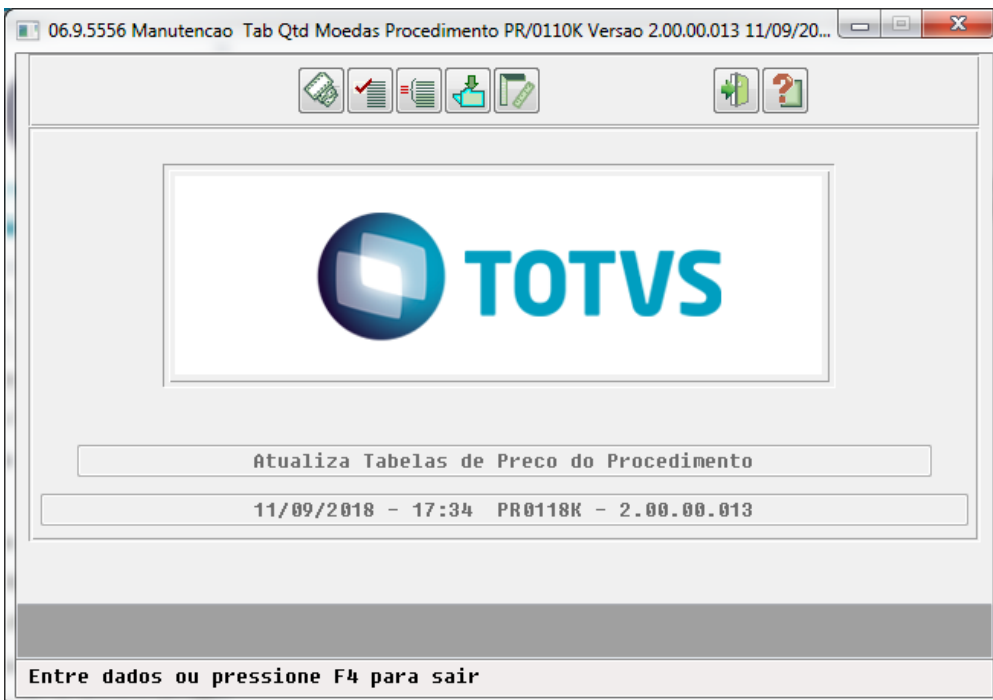 06.9.5556 Manutencao Tab Qtd Moedas Procedimento PR/0110K Versao 2.00.00.013 11/09/20...
TOTVS
Atualiza Tabelas de Preco do Procedimento
11/09/2018 - 17:34 PR0118K - 2.00.00.013
Entre dados ou pressione F4 para sair